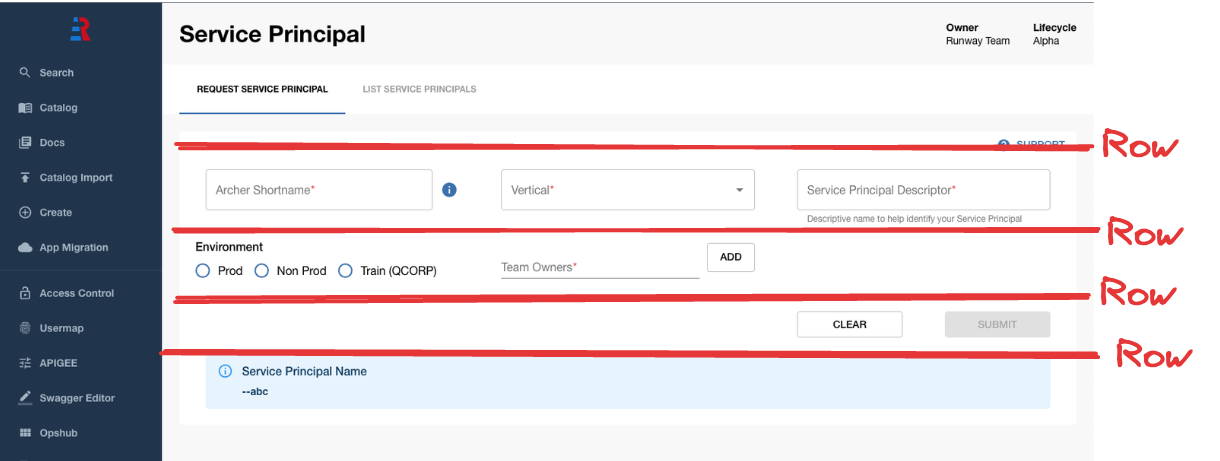 R
Service Principal
Owner
Runway Team
Lifecycle
Alpha
Search
Catalog
Docs
Catalog Import
Create
App Migration
Access Control
Usermap
APIGEE
Swagger Editor
Opshub
REQUEST SERVICE PRINCIPAL
LIST SERVICE PRINCIPALS
SUPPORT
Row
Archer Shortname*
Vertical*
Service Principal Descriptor*
Descriptive name to help identify your Service Principal
Row
Environment
Prod
Non Prod
Train (QCORP)
Team Owners*
ADD
Row
CLEAR
SUBMIT
Row
Service Principal Name
--abc